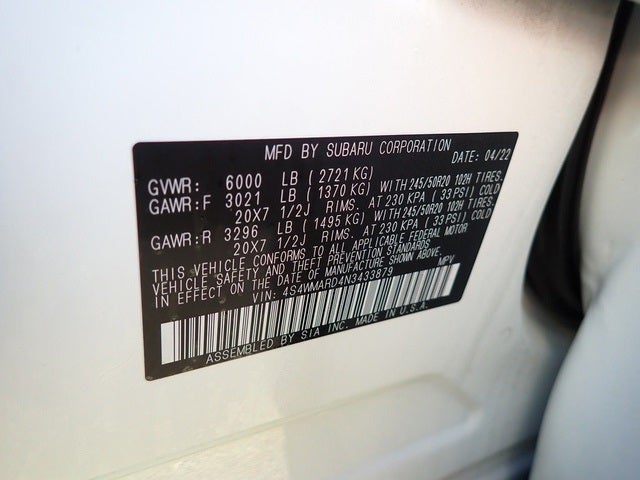 MFD BY SUBARU CORPORATION
DATE: 04/22
GVWR: 6000 LB ( 2721 KG)
GAWR:F 3021 LB ( 1370 KG) WITH 245/50R20 102H TIRES.
20X7 1/2J RIMS. AT 230 KPA ( 33 PSI) COLD
GAWR:R 3296 LB ( 1495 KG) WITH 245/50R20 102H TIRES.
20X7 1/2J RIMS. AT 230 KPA ( 33 PSI) COLD
THIS VEHICLE CONFORMS TO ALL APPLICABLE FEDERAL MOTOR
VEHICLE SAFETY AND THEFT PREVENTION STANDARDS
IN EFFECT ON THE DATE OF MANUFACTURE SHOWN ABOVE.
VIN: 4S4WMARD4N3433879 MPV
ASSEMBLED BY SIA INC. MADE IN U.S.A.